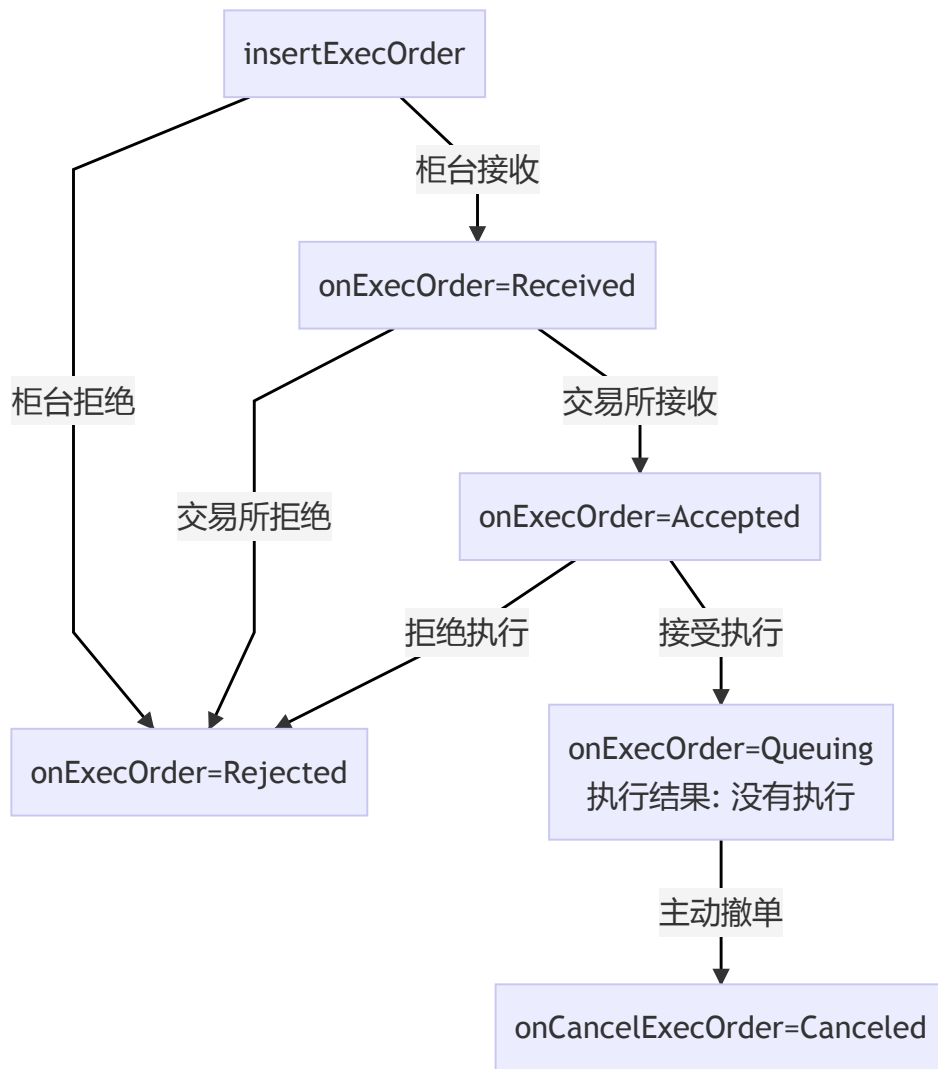 insertExecOrder
柜台接收
onExecOrder=Received
柜台拒绝
交易所接收
交易所拒绝
onExecOrder=Accepted
拒绝执行
接受执行
onExecOrder=Rejected
onExecOrder=Queuing
执行结果: 没有执行
主动撤单
onCancelExecOrder=Canceled